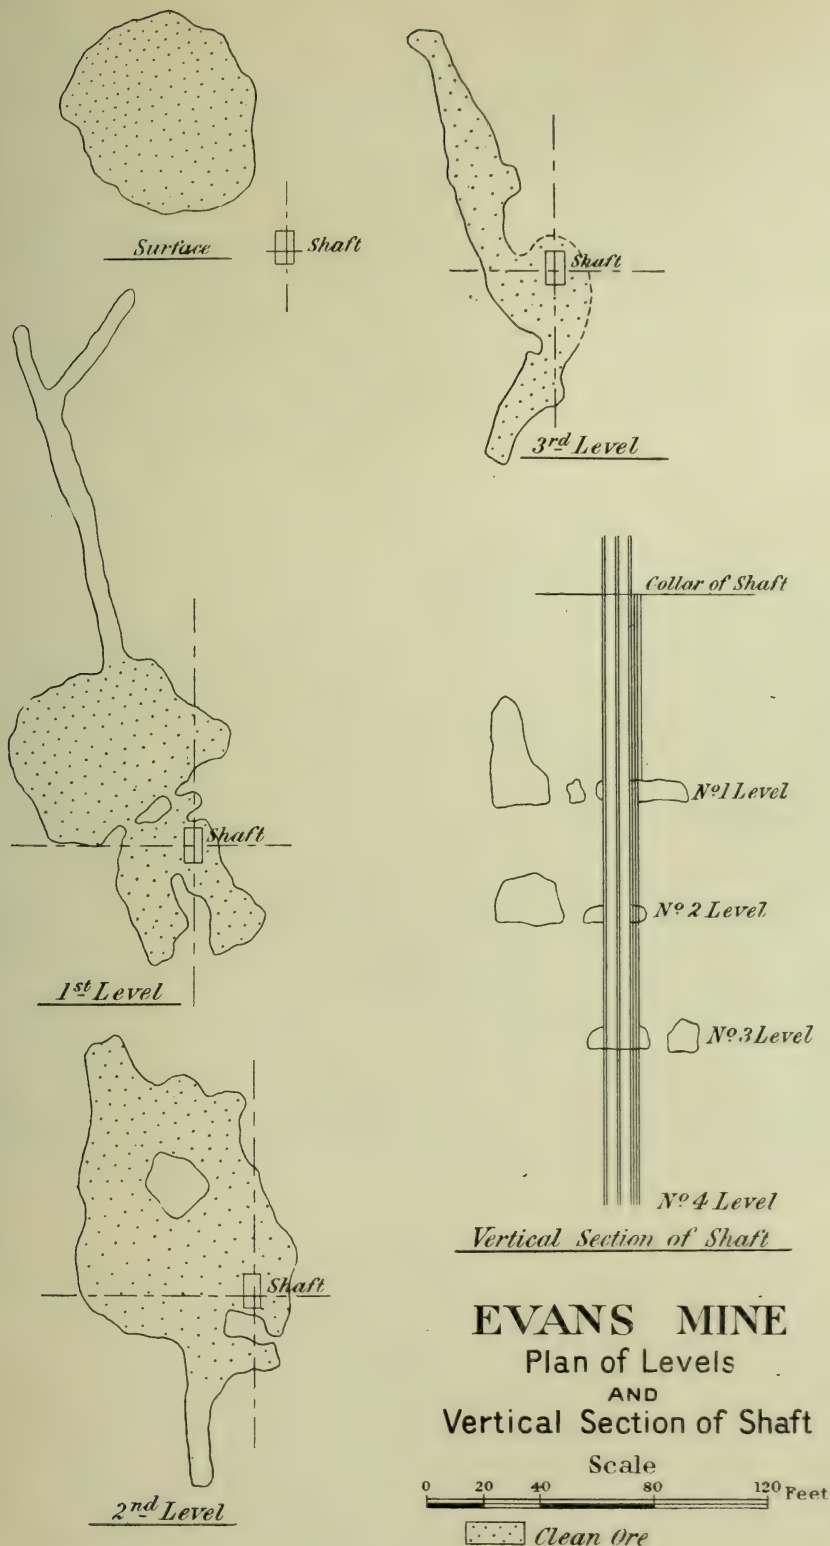 Surface
Shaft
Shaft
3rd Level
Collar of Shaft
No 1 Level
Shaft
No 2 Level
1st Level
No 3 Level
No 4 Level
Vertical Section of Shaft
Shaft
EVANS MINE
Plan of Levels
AND
Vertical Section of Shaft
Scale
0 20 40 80 120 Feet
2nd Level
Clean Ore